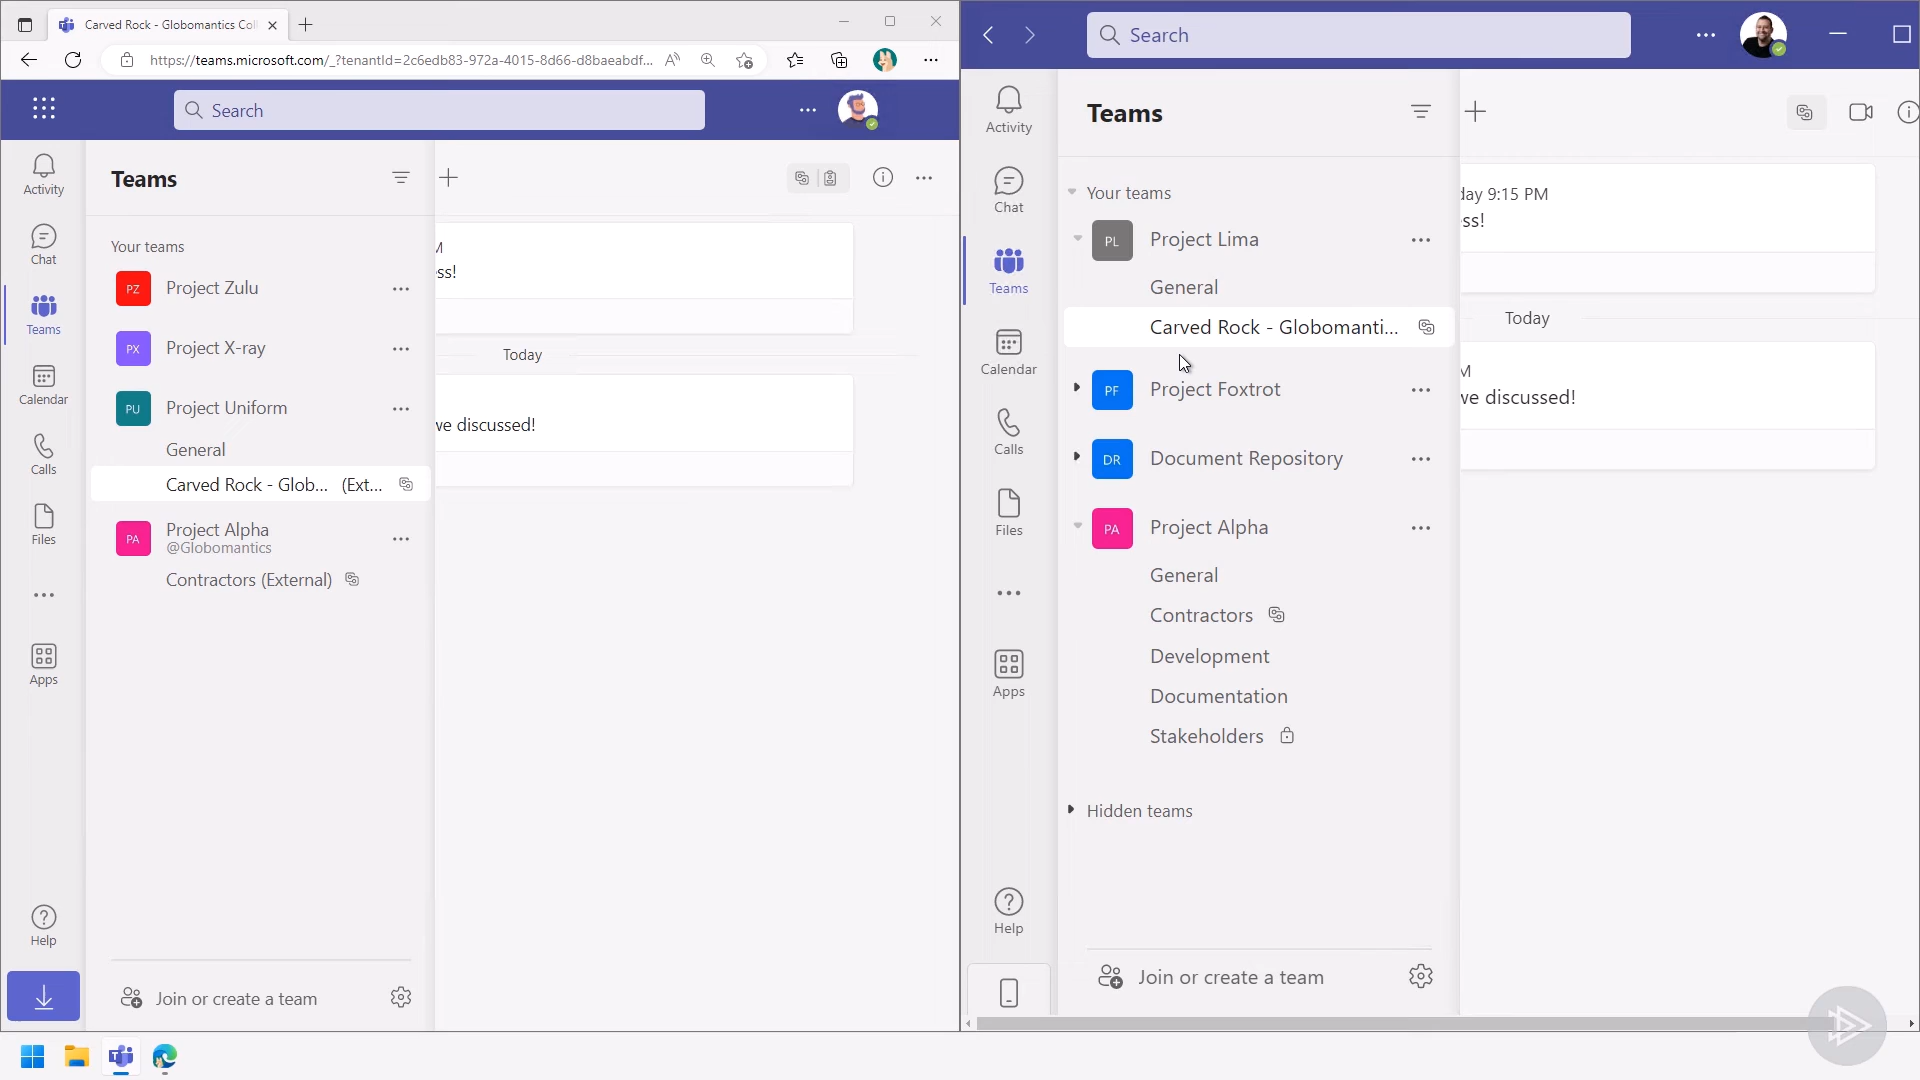 Carved Rock - Globomantics Col
https://teams.microsoft.com/_?tenantId=2c6edb83-972a-4015-8d66-d8baeabdf...
Search
Activity
Chat
Teams
Calendar
Calls
Files
Apps
Help
Teams
Your teams
PZ Project Zulu
PX Project X-ray
PU Project Uniform
General
Carved Rock - Glob... (Ext...
PA Project Alpha
@Globomantics
Contractors (External)
Join or create a team
M
ss!
Today
we discussed!
Search
Activity
Chat
Teams
Calendar
Calls
Files
Apps
Help
Teams
Your teams
PL Project Lima
General
Carved Rock - Globomanti...
PF Project Foxtrot
DR Document Repository
PA Project Alpha
General
Contractors
Development
Documentation
Stakeholders
Hidden teams
Join or create a team
day 9:15 PM
ss!
Today
M
we discussed!